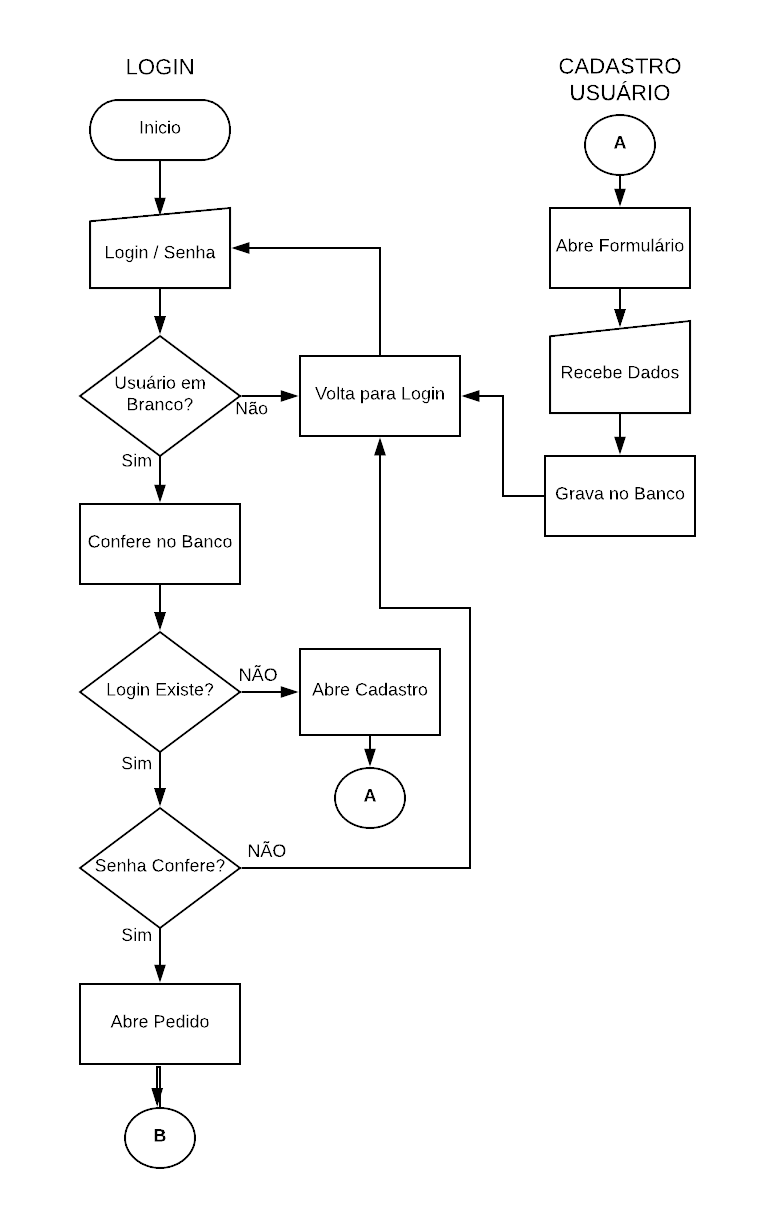 LOGIN
Inicio
Login / Senha
Usuário em
Branco?
Não
Sim
Volta para Login
Confere no Banco
Login Existe?
NÃO
Sim
Abre Cadastro
A
Senha Confere?
NÃO
Sim
Abre Pedido
B
CADASTRO
USUÁRIO
A
Abre Formulário
Recebe Dados
Grava no Banco